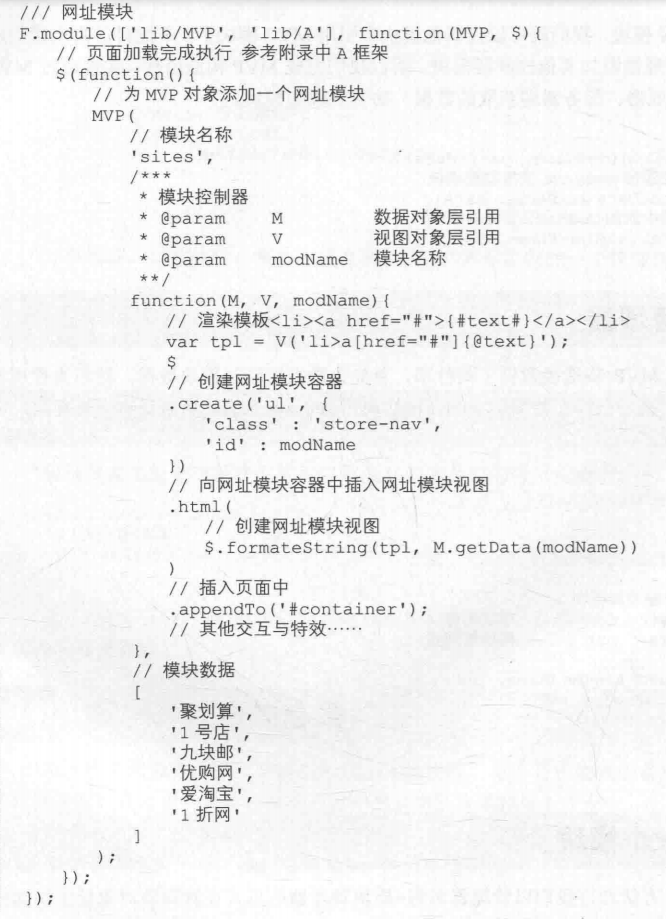 /// 网址模块
F.module(['lib/MVP', 'lib/A'], function(MVP, $){
// 页面加载完成执行 参考附录中 A 框架
$(function(){
// 为 MVP 对象添加一个网址模块
MVP(
// 模块名称
'sites',
/***
* 模块控制器
* @param M 数据对象层引用
* @param V 视图对象层引用
* @param modName 模块名称
**/
function(M, V, modName){
// 渲染模板<li><a href="#">{#text#}</a></li>
var tpl = V('li>a[href="#"]{@text}');
$
// 创建网址模块容器
.create('ul', {
'class' : 'store-nav',
'id' : modName
})
// 向网址模块容器中插入网址模块视图
.html(
// 创建网址模块视图
$.formateString(tpl, M.getData(modName))
)
// 插入页面中
.appendTo('#container');
// 其他交互与特效……
},
// 模块数据
[
'聚划算',
'1 号店',
'九块邮',
'优购网',
'爱淘宝',
'1 折网'
]
);
});
});